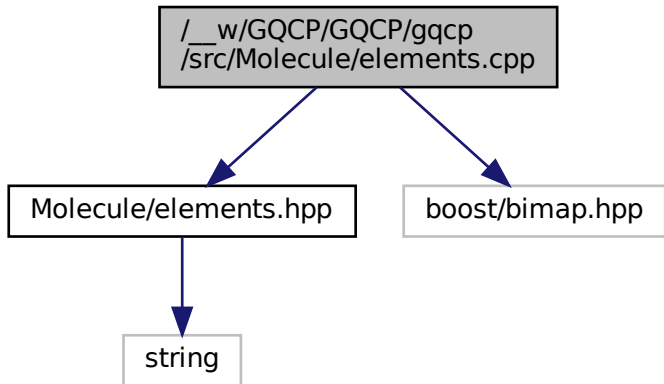 /__w/GQCP/GQCP/gqcp
/src/Molecule/elements.cpp
Molecule/elements.hpp
boost/bimap.hpp
string